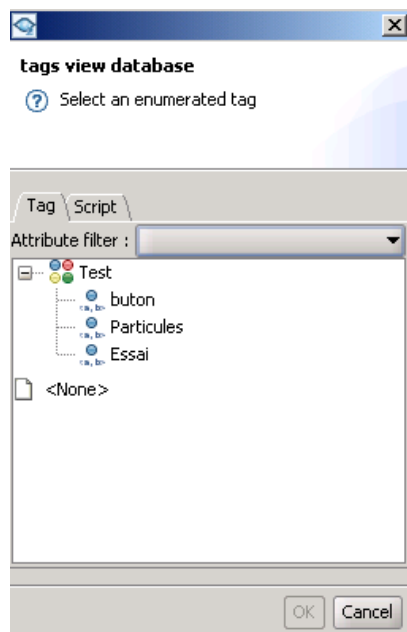 tags view database
Select an enumerated tag
Tag Script
Attribute filter :
Test
<a, b>
buton
<a, b>
Particules
<a, b>
Essai
<None>
OK Cancel